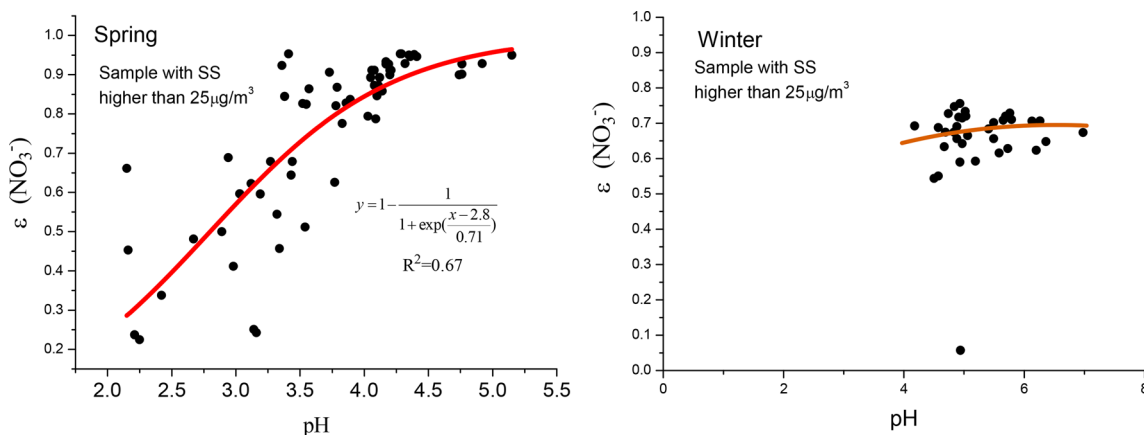 Spring
Sample with SS
higher than 25μg/m³
ε (NO₃⁻)
1.0
0.9
0.8
0.7
0.6
0.5
0.4
0.3
0.2
y=1-1/(1+exp((x-2.8)/0.71))
R²=0.67
2.0 2.5 3.0 3.5 4.0 4.5 5.0 5.5
pH
Winter
Sample with SS
higher than 25μg/m³
ε (NO₃⁻)
1.0
0.9
0.8
0.7
0.6
0.5
0.4
0.3
0.2
0.1
0.0
0 2 4 6 8
pH